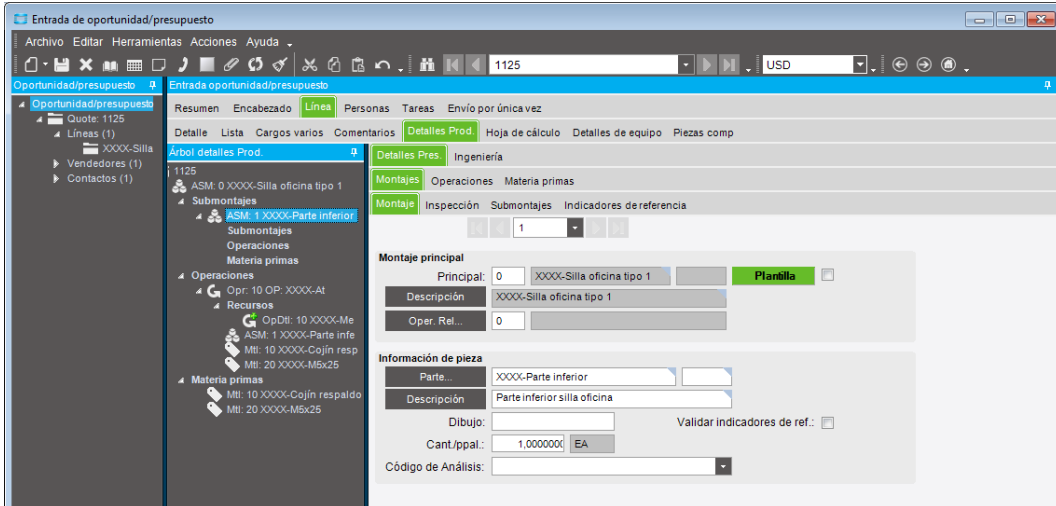 Entrada de oportunidad/presupuesto
Archivo Editar Herramientas Acciones Ayuda
1125 USD
Oportunidad/presupuesto
Oportunidad/presupuesto
Quote: 1125
Líneas (1)
XXXX-Silla
Vendedores (1)
Contactos (1)
Entrada oportunidad/presupuesto
Resumen Encabezado Línea Personas Tareas Envío por única vez
Detalle Lista Cargos varios Comentarios Detalles Prod. Hoja de cálculo Detalles de equipo Piezas comp
Árbol detalles Prod.
1125
ASM: 0 XXXX-Silla oficina tipo 1
Submontajes
ASM: 1 XXXX-Parte inferior
Submontajes
Operaciones
Materia primas
Operaciones
Opr: 10 OP: XXXX-At
Recursos
OpDtl: 10 XXXX-Me
ASM: 1 XXXX-Parte infe
Mtl: 10 XXXX-Cojín resp
Mtl: 20 XXXX-M5x25
Materia primas
Mtl: 10 XXXX-Cojín respaldo
Mtl: 20 XXXX-M5x25
Detalles Pres. Ingeniería
Montajes Operaciones Materia primas
Montaje Inspección Submontajes Indicadores de referencia
1
Montaje principal
Principal: 0 XXXX-Silla oficina tipo 1 Plantilla
Descripción XXXX-Silla oficina tipo 1
Oper. Rel... 0
Información de pieza
Parte... XXXX-Parte inferior
Descripción Parte inferior silla oficina
Dibujo: Validar indicadores de ref.:
Cant./ppal.: 1,0000000 EA
Código de Análisis: